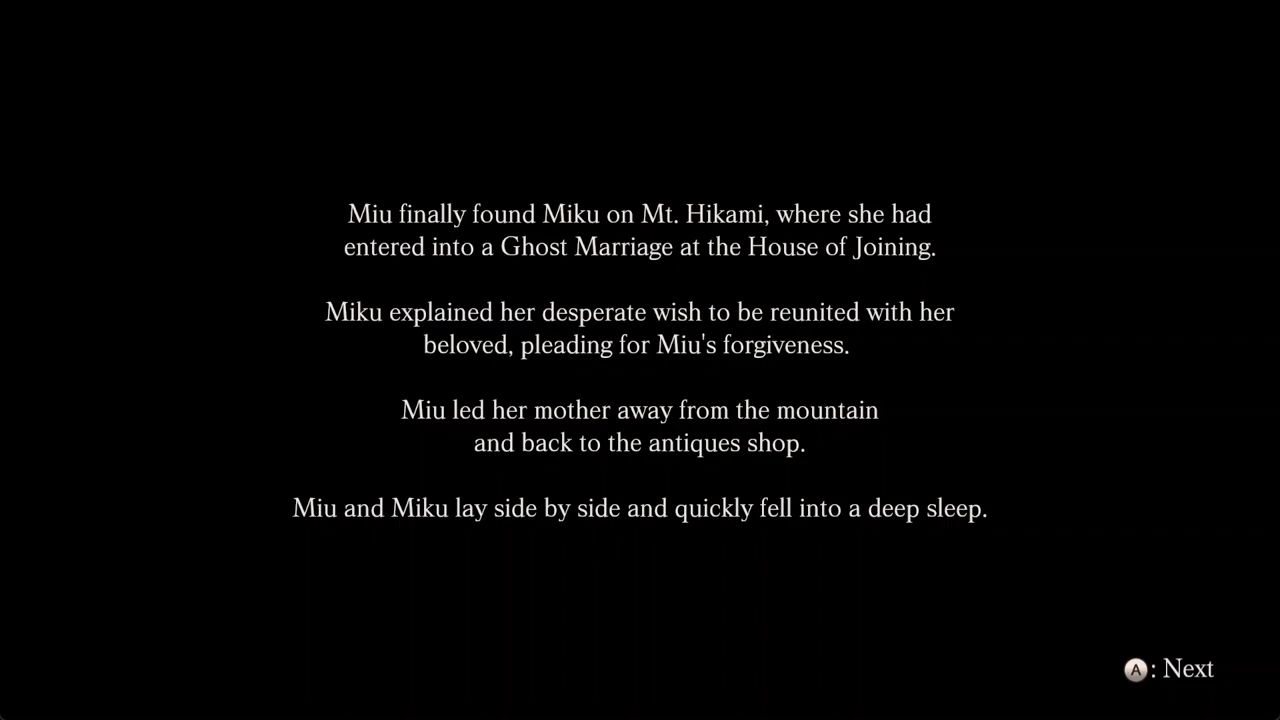 Miu finally found Miku on Mt. Hikami, where she had
entered into a Ghost Marriage at the House of Joining.
Miku explained her desperate wish to be reunited with her
beloved, pleading for Miu's forgiveness.
Miu led her mother away from the mountain
and back to the antiques shop.
Miu and Miku lay side by side and quickly fell into a deep sleep.
A: Next